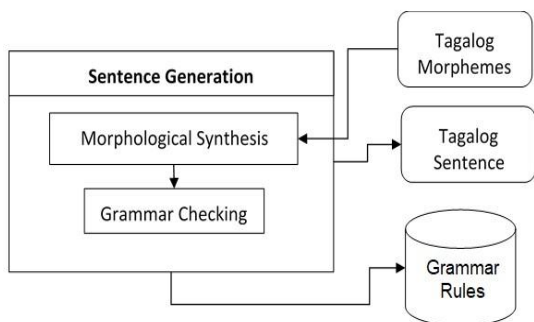 Sentence Generation
Morphological Synthesis
Grammar Checking
Tagalog
Morphemes
Tagalog
Sentence
Grammar
Rules